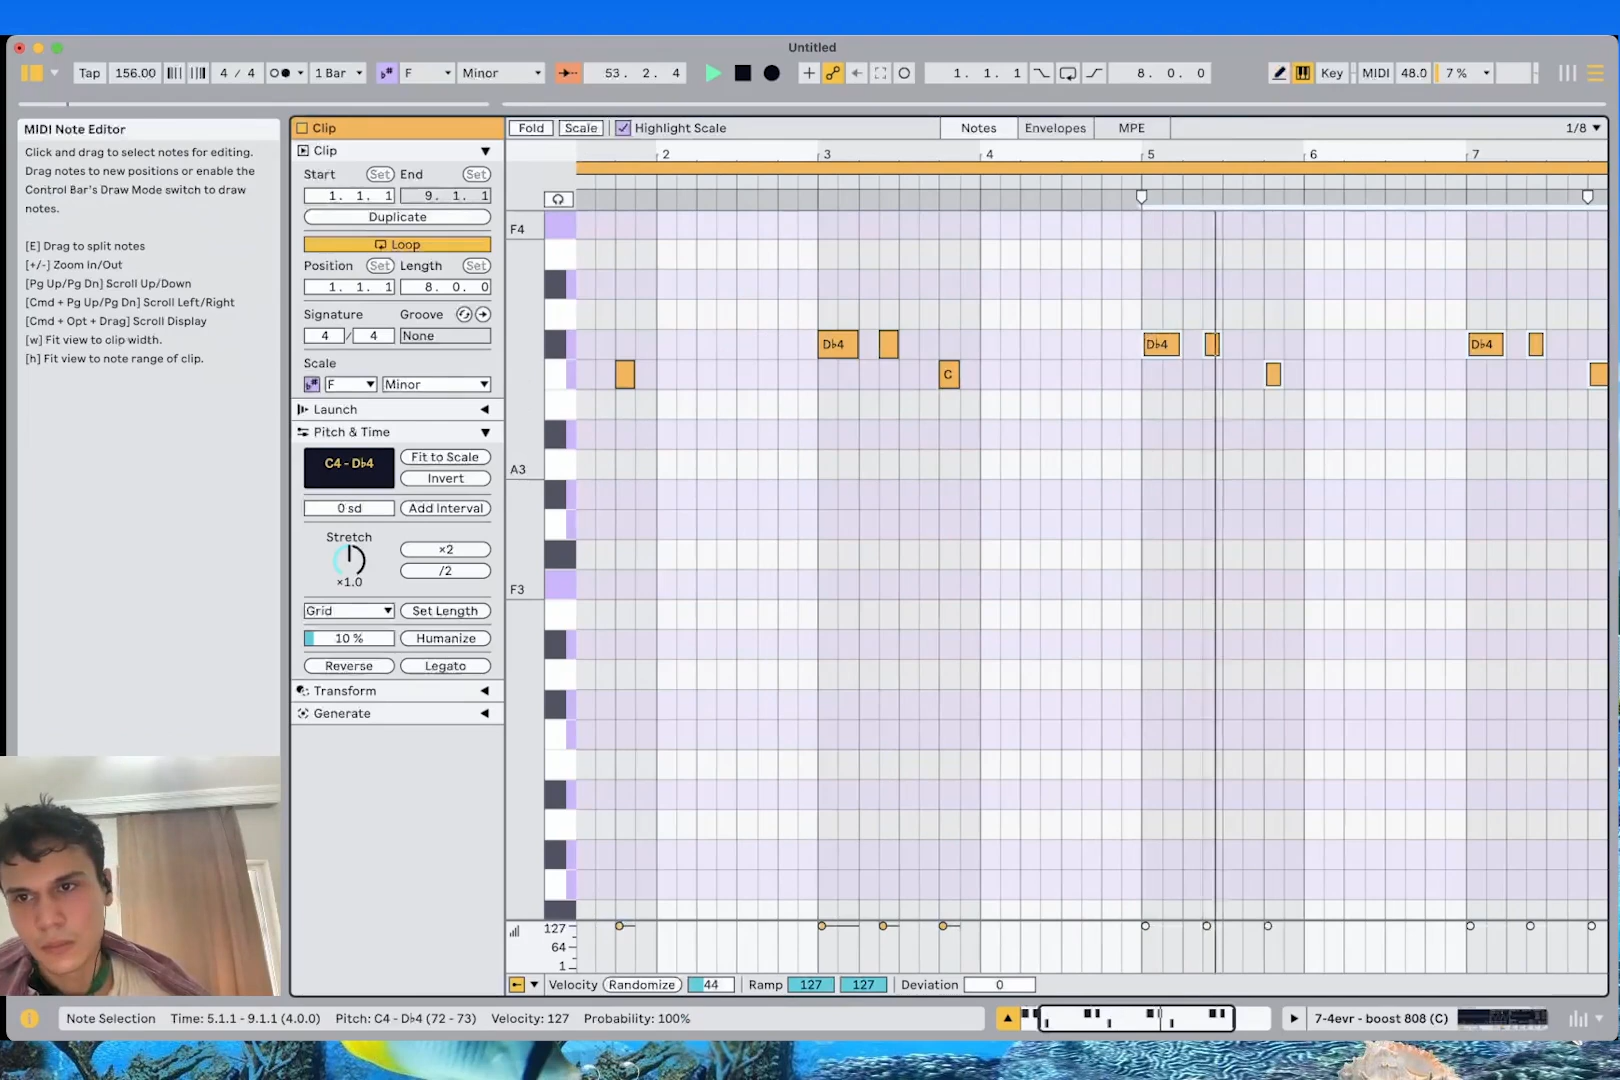 Untitled
Tap 156.00 4 / 4 1 Bar F Minor 53. 2. 4 1. 1. 1 8. 0. 0 Key MIDI 48.0 7 %
MIDI Note Editor
Click and drag to select notes for editing.
Drag notes to new positions or enable the
Control Bar's Draw Mode switch to draw
notes.
[E] Drag to split notes
[+/-] Zoom In/Out
[Pg Up/Pg Dn] Scroll Up/Down
[Cmd + Pg Up/Pg Dn] Scroll Left/Right
[Cmd + Opt + Drag] Scroll Display
[w] Fit view to clip width.
[h] Fit view to note range of clip.
Clip
Clip
Start Set End Set
1. 1. 1 9. 1. 1
Duplicate
Loop
Position Set Length Set
1. 1. 1 8. 0. 0
Signature Groove
4 / 4 None
Scale
F Minor
Launch
Pitch & Time
C4 - D♭4 Fit to Scale
Invert
0 sd Add Interval
Stretch
×2
/2
×1.0
Grid Set Length
10 % Humanize
Reverse Legato
Transform
Generate
Fold Scale Highlight Scale Notes Envelopes MPE 1/8
2 3 4 5 6 7
F4
D♭4 D♭4 D♭4
C
A3
F3
127
64
1
Velocity Randomize 44 Ramp 127 127 Deviation 0
Note Selection Time: 5.1.1 - 9.1.1 (4.0.0) Pitch: C4 - D♭4 (72 - 73) Velocity: 127 Probability: 100%
7-4evr - boost 808 (C)